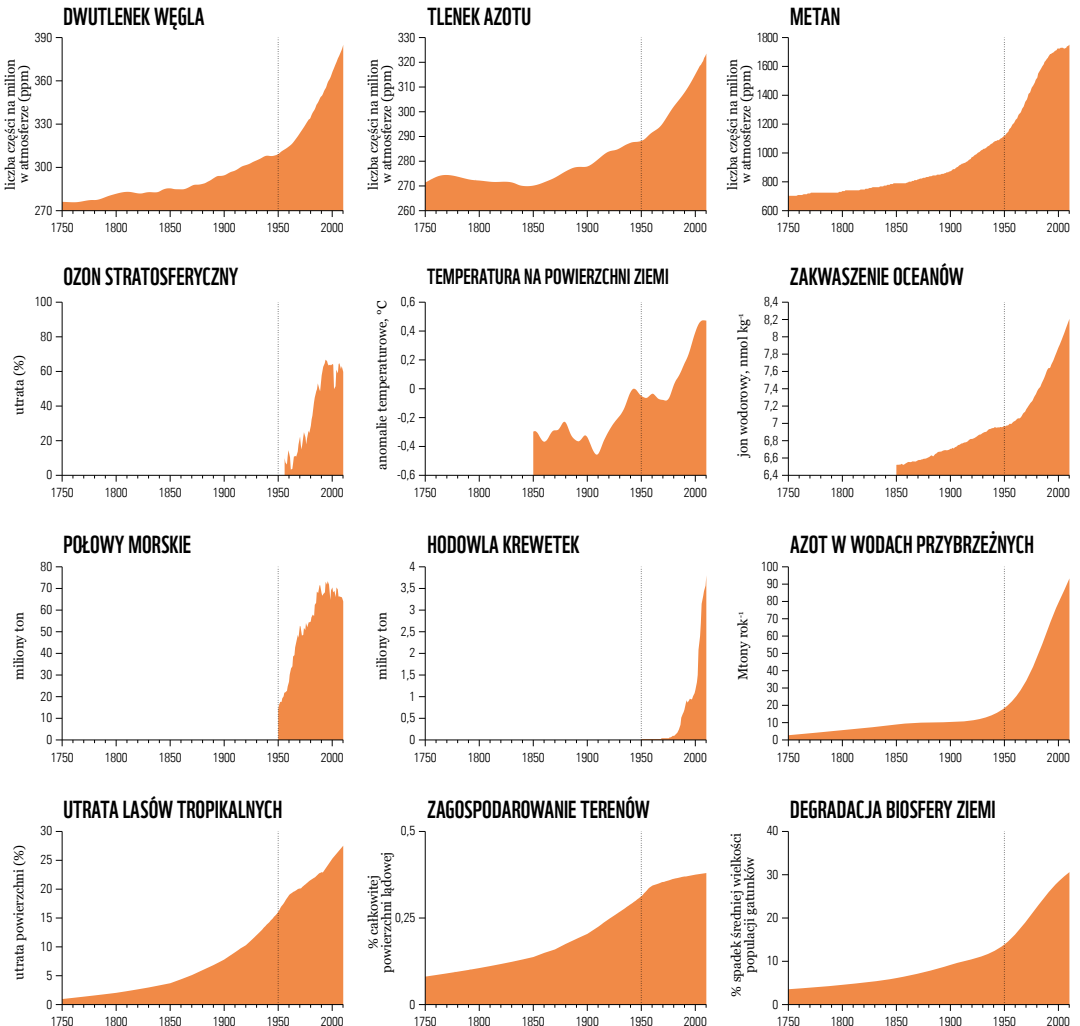 DWUTLENEK WĘGLA
liczba części na milion
w atmosferze (ppm)
390
360
330
300
270
1750 1800 1850 1900 1950 2000
TLENEK AZOTU
liczba części na milion
w atmosferze (ppm)
330
320
310
300
290
280
270
260
1750 1800 1850 1900 1950 2000
METAN
liczba części na milion
w atmosferze (ppm)
1800
1600
1400
1200
1000
800
600
1750 1800 1850 1900 1950 2000
OZON STRATOSFERYCZNY
utrata (%)
100
80
60
40
20
0
1750 1800 1850 1900 1950 2000
TEMPERATURA NA POWIERZCHNI ZIEMI
anomalie temperaturowe, °C
0,6
0,4
0,2
0
-0,2
-0,4
-0,6
1750 1800 1850 1900 1950 2000
ZAKWASZENIE OCEANÓW
jon wodorowy, nmol kg⁻¹
8,4
8,2
8
7,8
7,6
7,4
7,2
7
6,8
6,6
6,4
1750 1800 1850 1900 1950 2000
POŁOWY MORSKIE
miliony ton
80
70
60
50
40
30
20
10
0
1750 1800 1850 1900 1950 2000
HODOWLA KREWETEK
miliony ton
4
3,5
3
2,5
2
1,5
1
0,5
0
1750 1800 1850 1900 1950 2000
AZOT W WODACH PRZYBRZEŻNYCH
Mtony rok⁻¹
100
90
80
70
60
50
40
30
20
10
0
1750 1800 1850 1900 1950 2000
UTRATA LASÓW TROPIKALNYCH
utrata powierzchni (%)
30
25
20
15
10
5
0
1750 1800 1850 1900 1950 2000
ZAGOSPODAROWANIE TERENÓW
% całkowitej
powierzchni lądowej
0,5
0,25
0
1750 1800 1850 1900 1950 2000
DEGRADACJA BIOSFERY ZIEMI
% spadek średniej wielkości
populacji gatunków
40
30
20
10
0
1750 1800 1850 1900 1950 2000